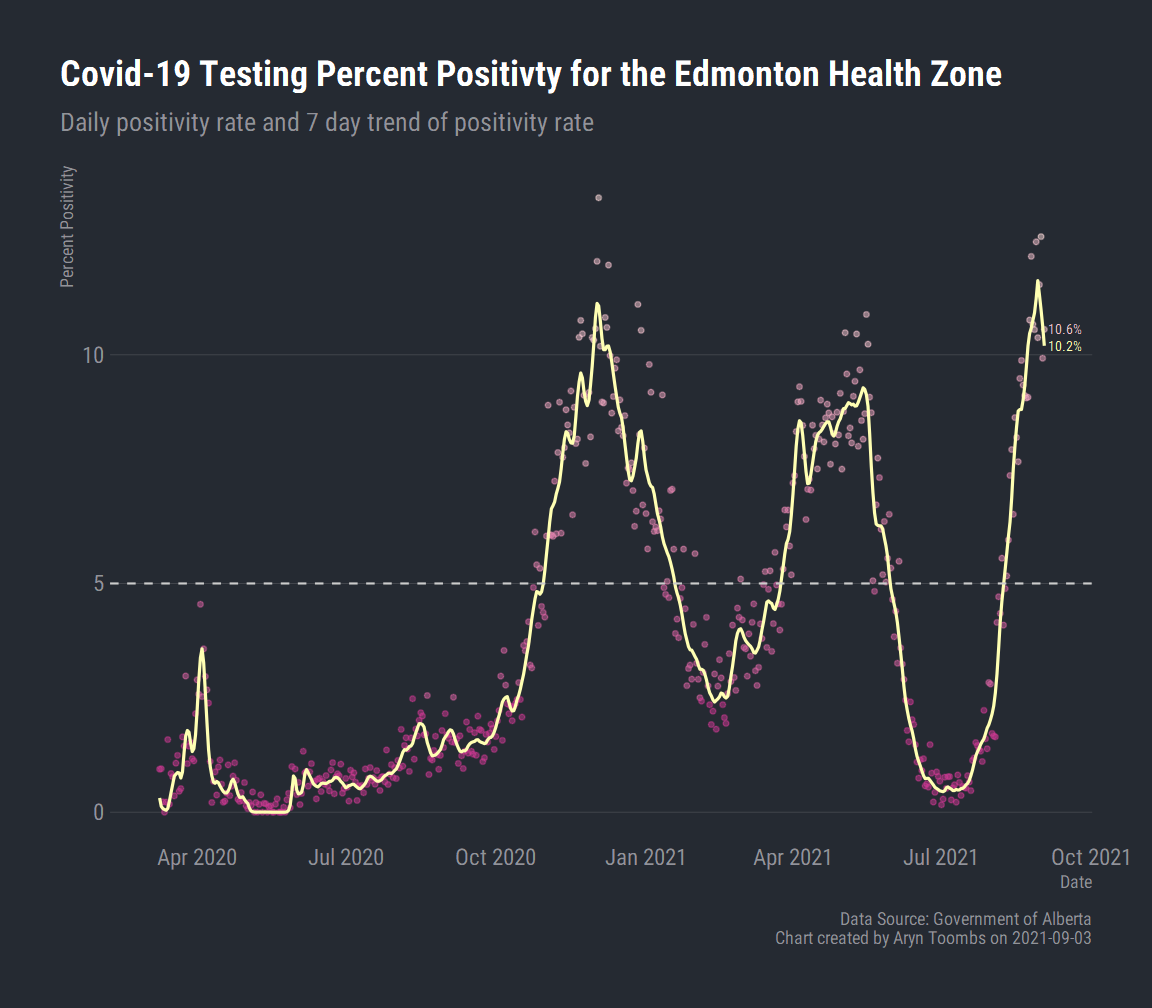 Covid-19 Testing Percent Positivty for the Edmonton Health Zone
Daily positivity rate and 7 day trend of positivity rate
Percent Positivity
10
10.6%
10.2%
5
0
Apr 2020 Jul 2020 Oct 2020 Jan 2021 Apr 2021 Jul 2021 Oct 2021
Date
Data Source: Government of Alberta
Chart created by Aryn Toombs on 2021-09-03